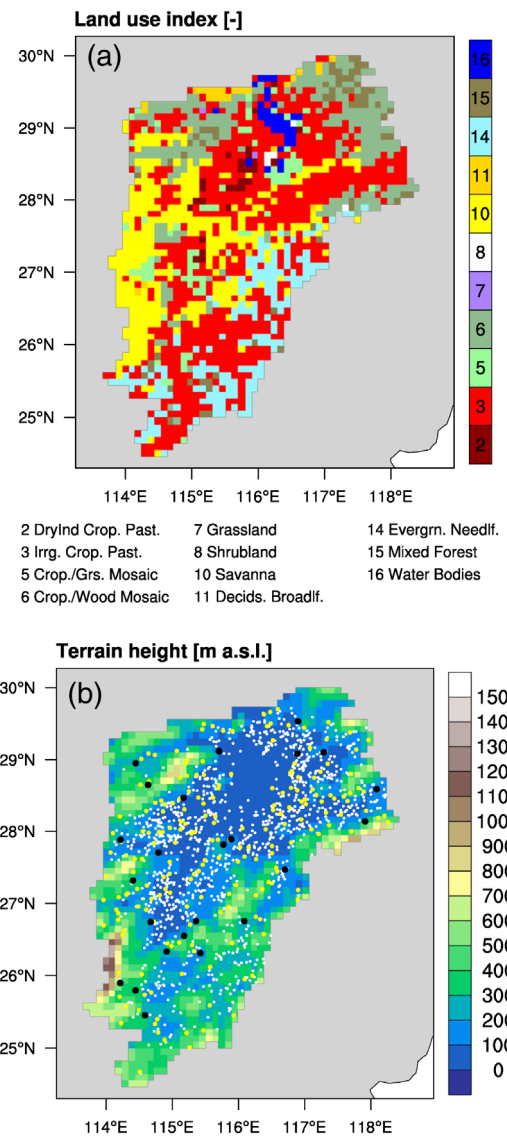 Land use index [-]
(a)
30°N
29°N
28°N
27°N
26°N
25°N
114°E 115°E 116°E 117°E 118°E
16
15
14
11
10
8
7
6
5
3
2
2 Drylnd Crop. Past. 7 Grassland 14 Evergrn. Needlf.
3 Irrg. Crop. Past. 8 Shrubland 15 Mixed Forest
5 Crop./Grs. Mosaic 10 Savanna 16 Water Bodies
6 Crop./Wood Mosaic 11 Decids. Broadlf.
Terrain height [m a.s.l.]
(b)
30°N
29°N
28°N
27°N
26°N
25°N
114°E 115°E 116°E 117°E 118°E
150
140
130
120
110
100
900
800
700
600
500
400
300
200
100
0